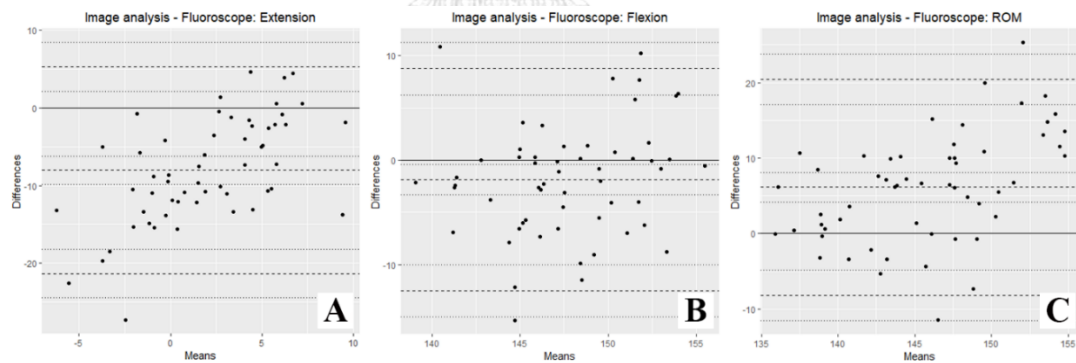 Image analysis - Fluoroscope: Extension
Differences
10
0
-10
-20
-5
0
5
10
Means
A
Image analysis - Fluoroscope: Flexion
Differences
10
0
-10
140
145
150
155
Means
B
Image analysis - Fluoroscope: ROM
Differences
20
10
0
-10
135
140
145
150
155
Means
C